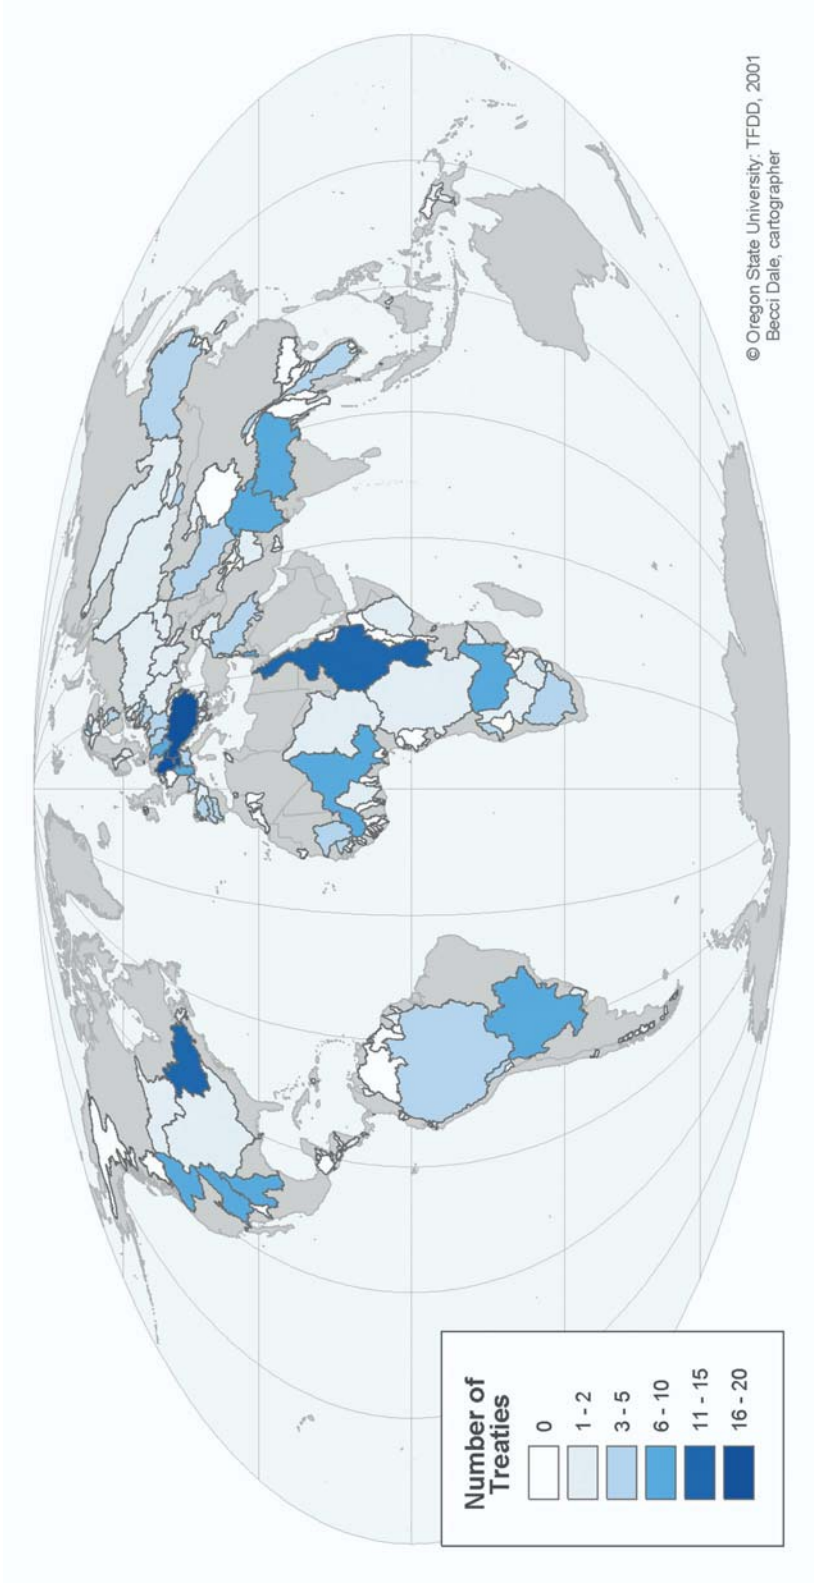 © Oregon State University: TFDD, 2001
Becci Dale, cartographer
Number of
Treaties
0
1 - 2
3 - 5
6 - 10
11 - 15
16 - 20